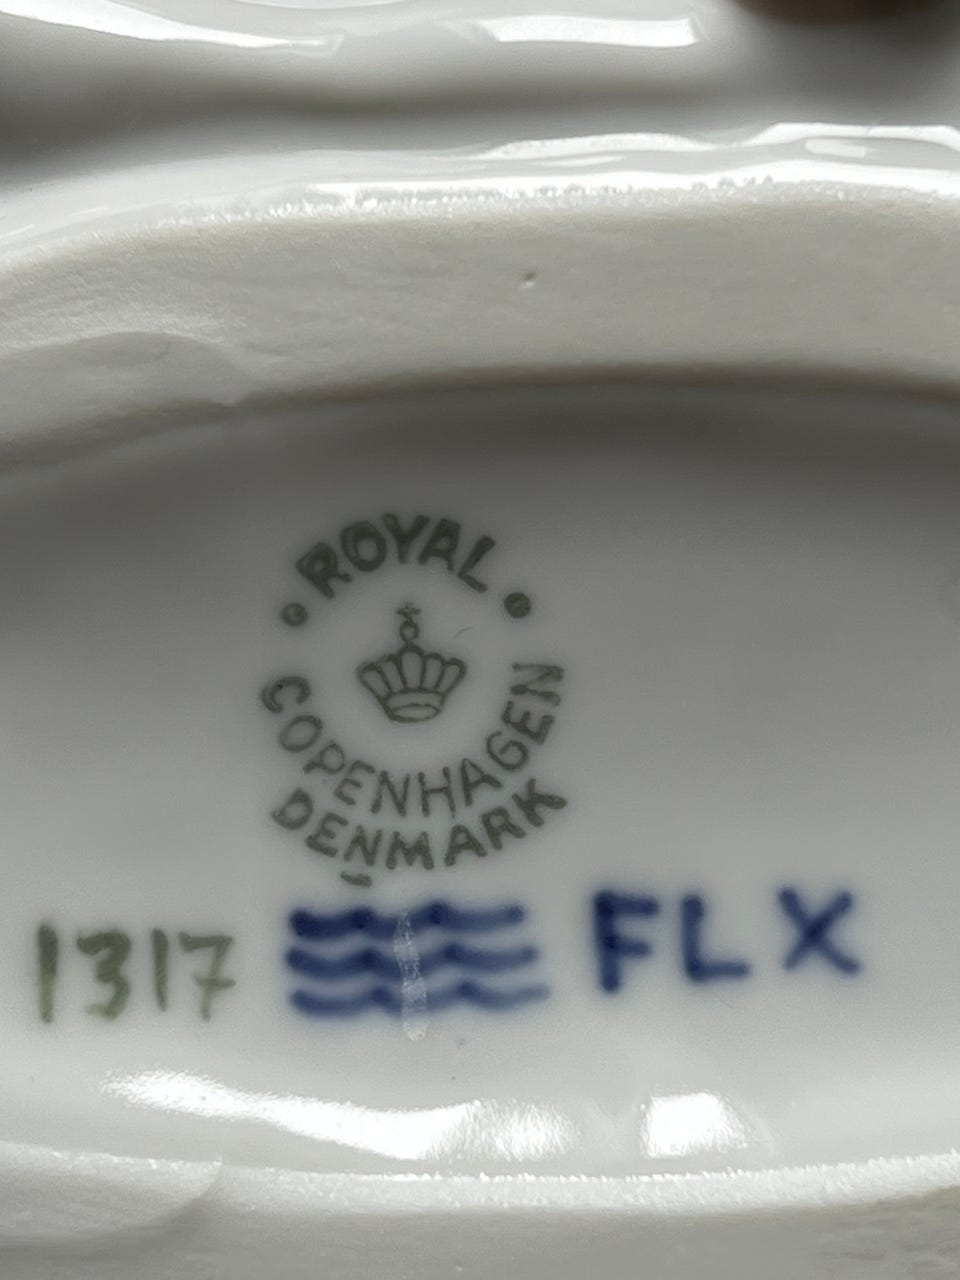 ROYAL
COPENHAGEN
DENMARK
1317 FLX